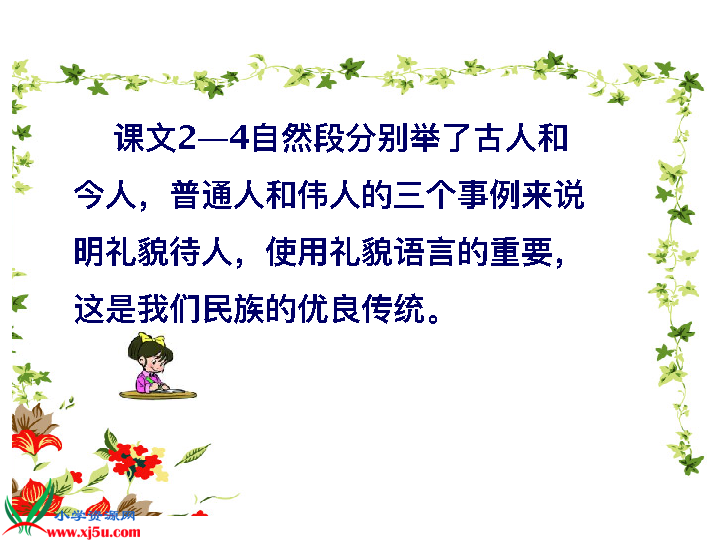 课文2—4自然段分别举了古人和
今人，普通人和伟人的三个事例来说
明礼貌待人，使用礼貌语言的重要，
这是我们民族的优良传统。
小学资源网
www.xj5u.com